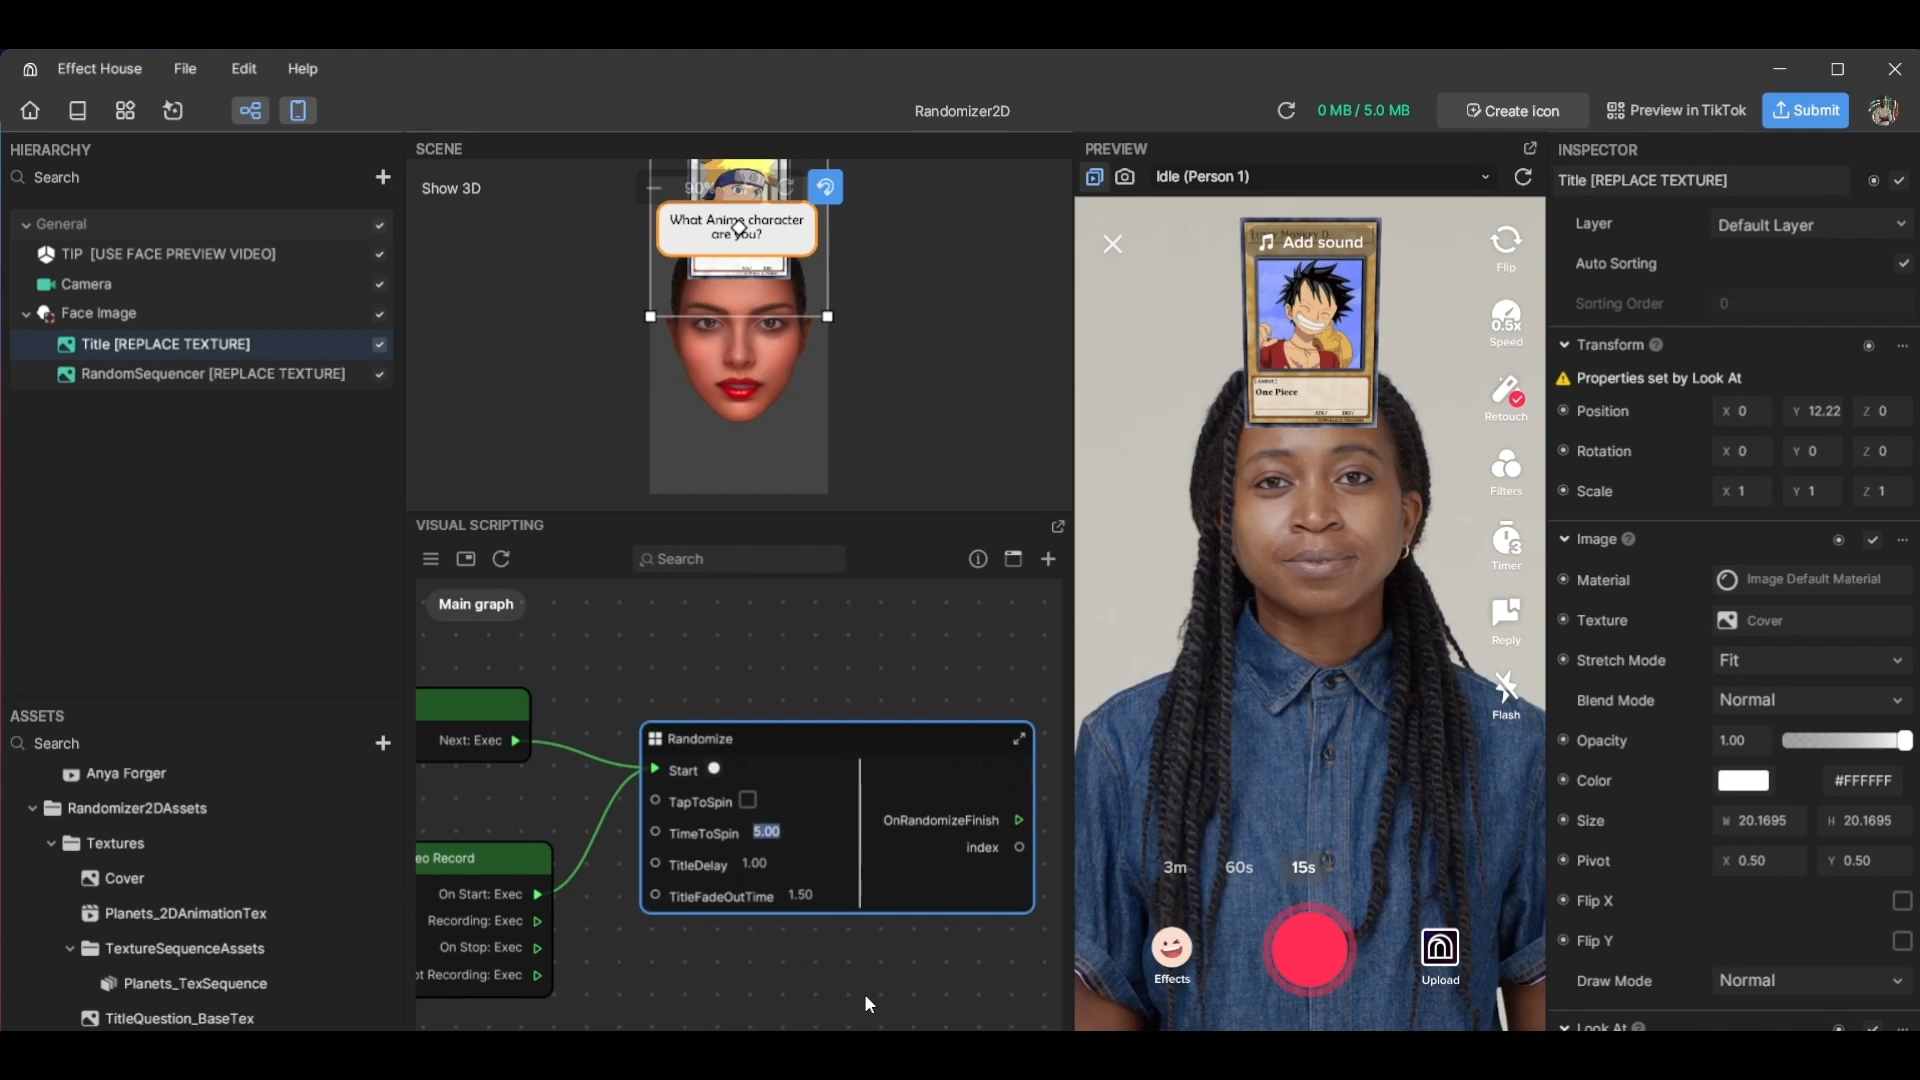 Effect House File Edit Help
Randomizer2D
0 MB / 5.0 MB
Create icon
Preview in TikTok
Submit
HIERARCHY
Search
General
TIP [USE FACE PREVIEW VIDEO]
Camera
Face Image
Title [REPLACE TEXTURE]
RandomSequencer [REPLACE TEXTURE]
ASSETS
Search
Anya Forger
Randomizer2DAssets
Textures
Cover
Planets_2DAnimationTex
TextureSequenceAssets
Planets_TexSequence
TitleQuestion_BaseTex
SCENE
Show 3D
90%
What Anime character
are you?
VISUAL SCRIPTING
Search
Main graph
Next: Exec
eo Record
On Start: Exec
Recording: Exec
On Stop: Exec
ot Recording: Exec
Randomize
Start
TapToSpin
TimeToSpin 5.00
TitleDelay 1.00
TitleFadeOutTime 1.50
OnRandomizeFinish
index
PREVIEW
Idle (Person 1)
Add sound
One Piece
Flip
0.5x
Speed
Retouch
Filters
3
Timer
Reply
Flash
3m 60s 15s
Effects
Upload
INSPECTOR
Title [REPLACE TEXTURE]
Layer Default Layer
Auto Sorting
Sorting Order 0
Transform
Properties set by Look At
Position X 0 Y 12.22 Z 0
Rotation X 0 Y 0 Z 0
Scale X 1 Y 1 Z 1
Image
Material Image Default Material
Texture Cover
Stretch Mode Fit
Blend Mode Normal
Opacity 1.00
Color #FFFFFF
Size W 20.1695 H 20.1695
Pivot X 0.50 Y 0.50
Flip X
Flip Y
Draw Mode Normal
Look At